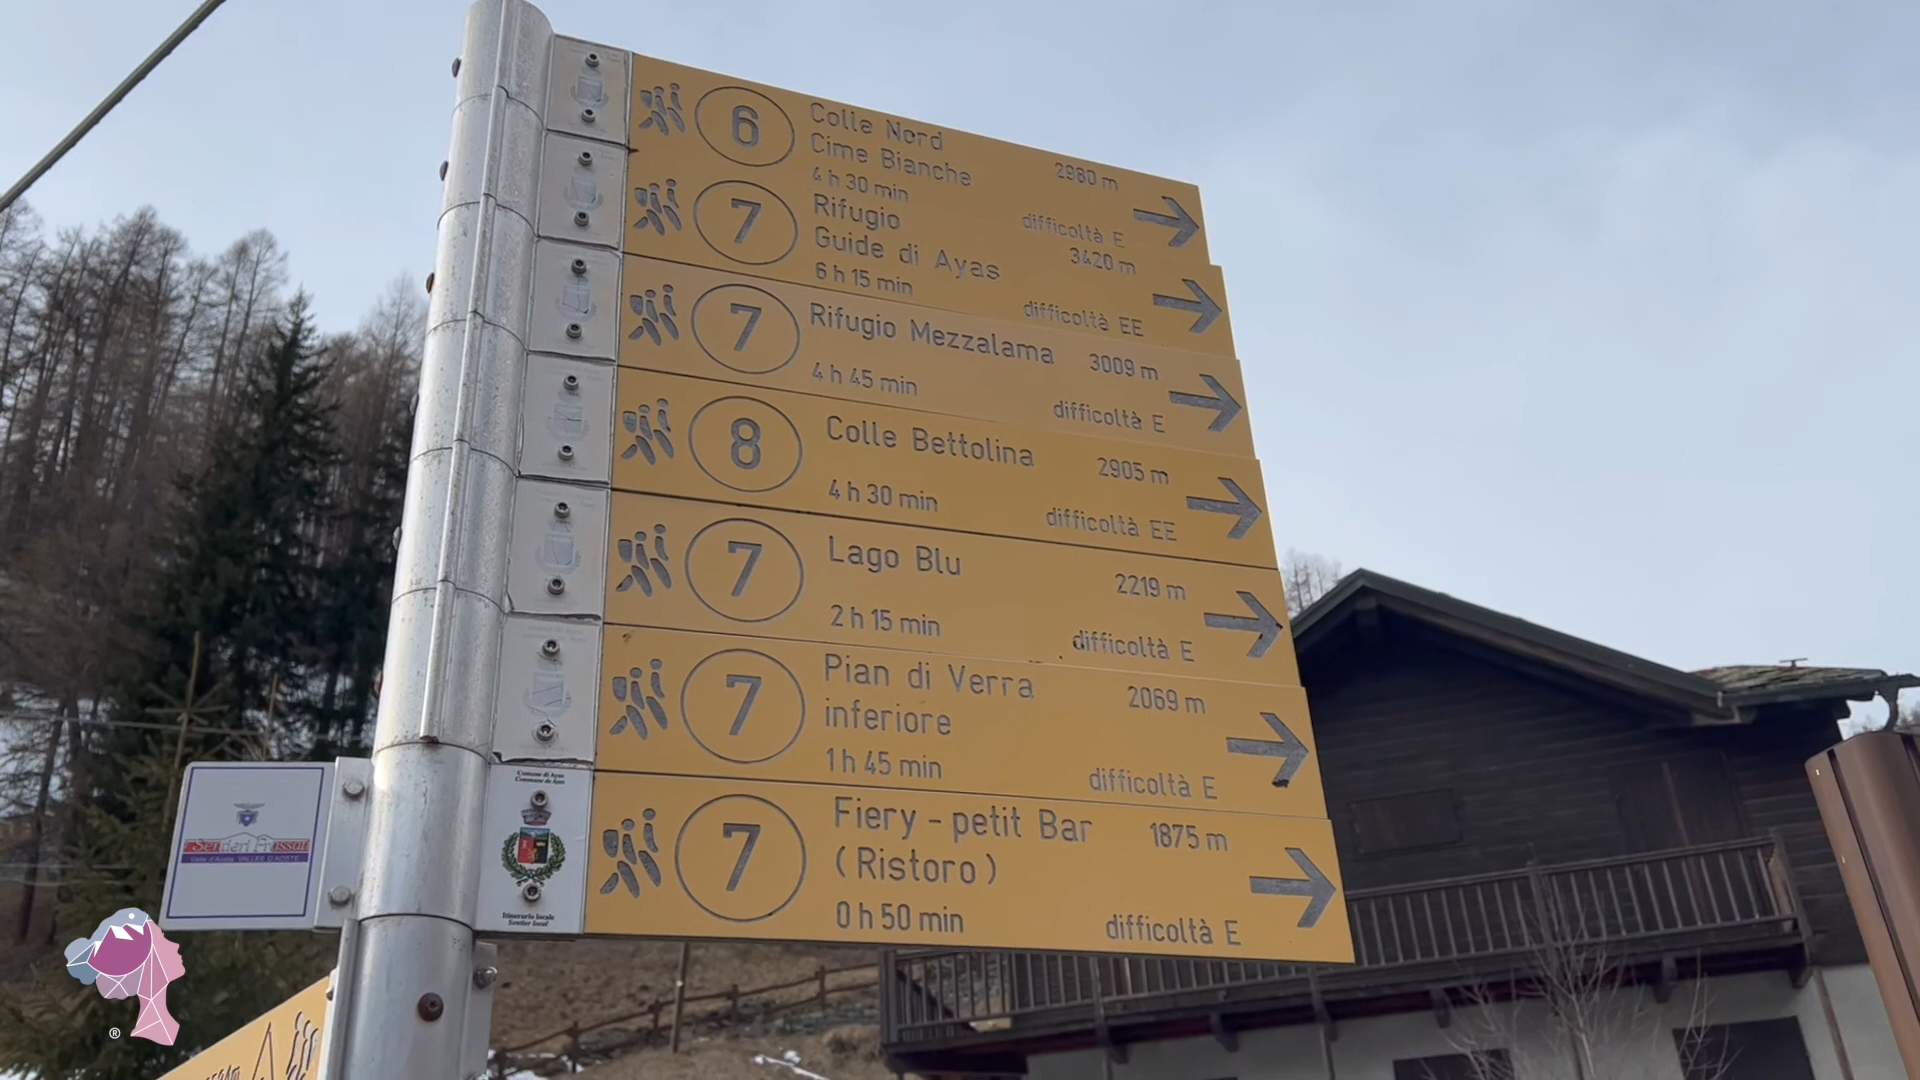 6
Colle Nord
Cime Bianche
2980 m
4 h 30 min
difficoltà E
7
Rifugio
Guide di Ayas
3420 m
6 h 15 min
difficoltà EE
7
Rifugio Mezzalama
3009 m
4 h 45 min
difficoltà E
8
Colle Bettolina
2905 m
4 h 30 min
difficoltà EE
7
Lago Blu
2219 m
2 h 15 min
difficoltà E
7
Pian di Verra
inferiore
2069 m
1 h 45 min
difficoltà E
7
Fiery - petit Bar
(Ristoro)
1875 m
0 h 50 min
difficoltà E
Comune di Ayas
Commune de Ayas
Itinerario locale
Sentier local
Sentieri Frassati
Valle d'Aosta VALLÉE D'AOSTE
®